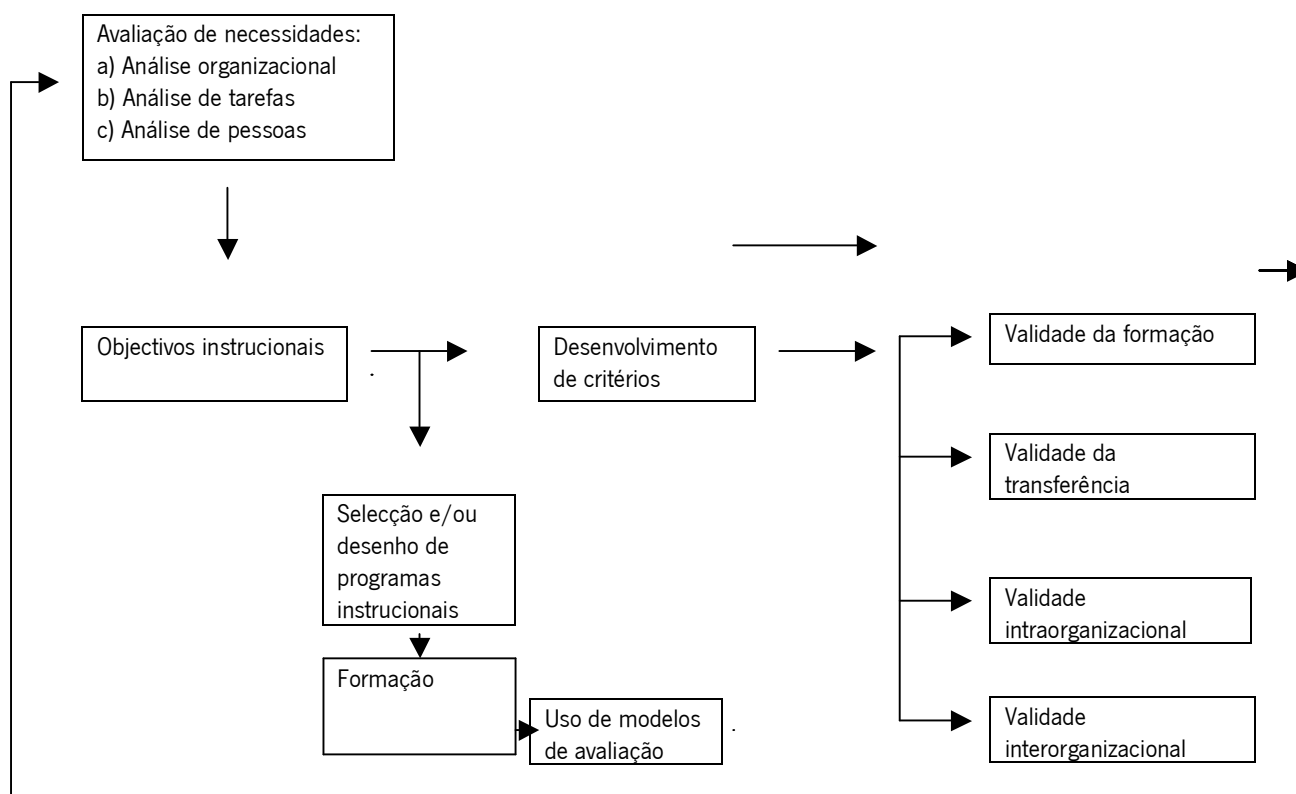 Avaliação de necessidades:
a) Análise organizacional
b) Análise de tarefas
c) Análise de pessoas
Objectivos instrucionais
Desenvolvimento
de critérios
Selecção e/ou
desenho de
programas
instrucionais
Formação
Uso de modelos
de avaliação
Validade da formação
Validade da
transferência
Validade
intraorganizacional
Validade
interorganizacional